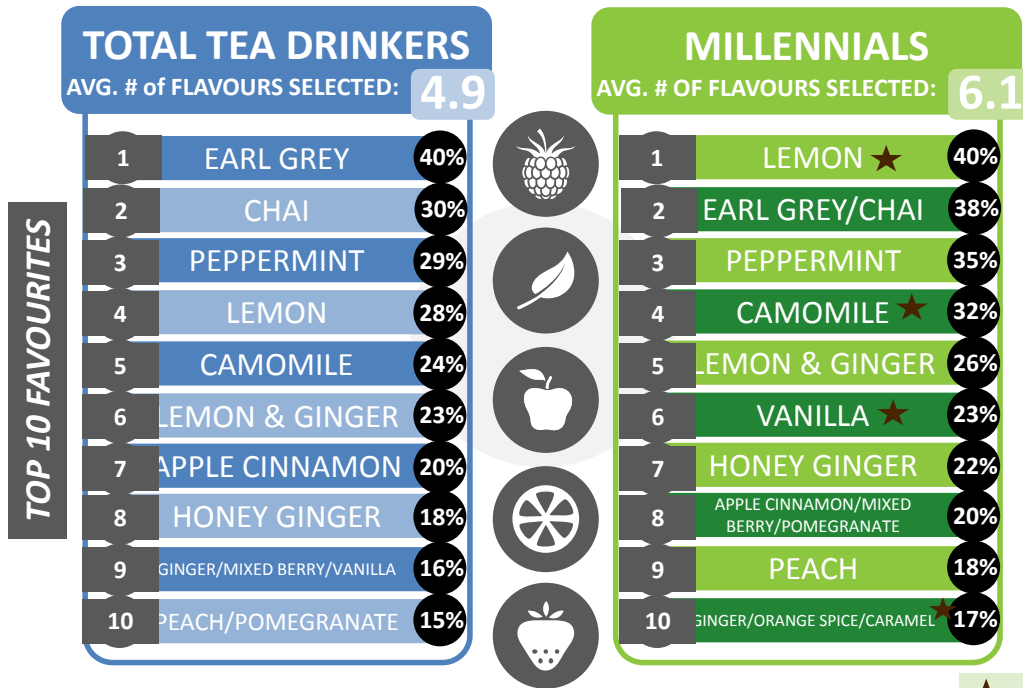 TOTAL TEA DRINKERS
AVG. # of FLAVOURS SELECTED: 4.9
TOP 10 FAVOURITES
1 EARL GREY 40%
2 CHAI 30%
3 PEPPERMINT 29%
4 LEMON 28%
5 CAMOMILE 24%
6 LEMON & GINGER 23%
7 APPLE CINNAMON 20%
8 HONEY GINGER 18%
9 GINGER/MIXED BERRY/VANILLA 16%
10 PEACH/POMEGRANATE 15%
MILLENNIALS
AVG. # OF FLAVOURS SELECTED: 6.1
1 LEMON 40%
2 EARL GREY/CHAI 38%
3 PEPPERMINT 35%
4 CAMOMILE 32%
5 LEMON & GINGER 26%
6 VANILLA 23%
7 HONEY GINGER 22%
8 APPLE CINNAMON/MIXED
BERRY/POMEGRANATE 20%
9 PEACH 18%
10 GINGER/ORANGE SPICE/CARAMEL 17%